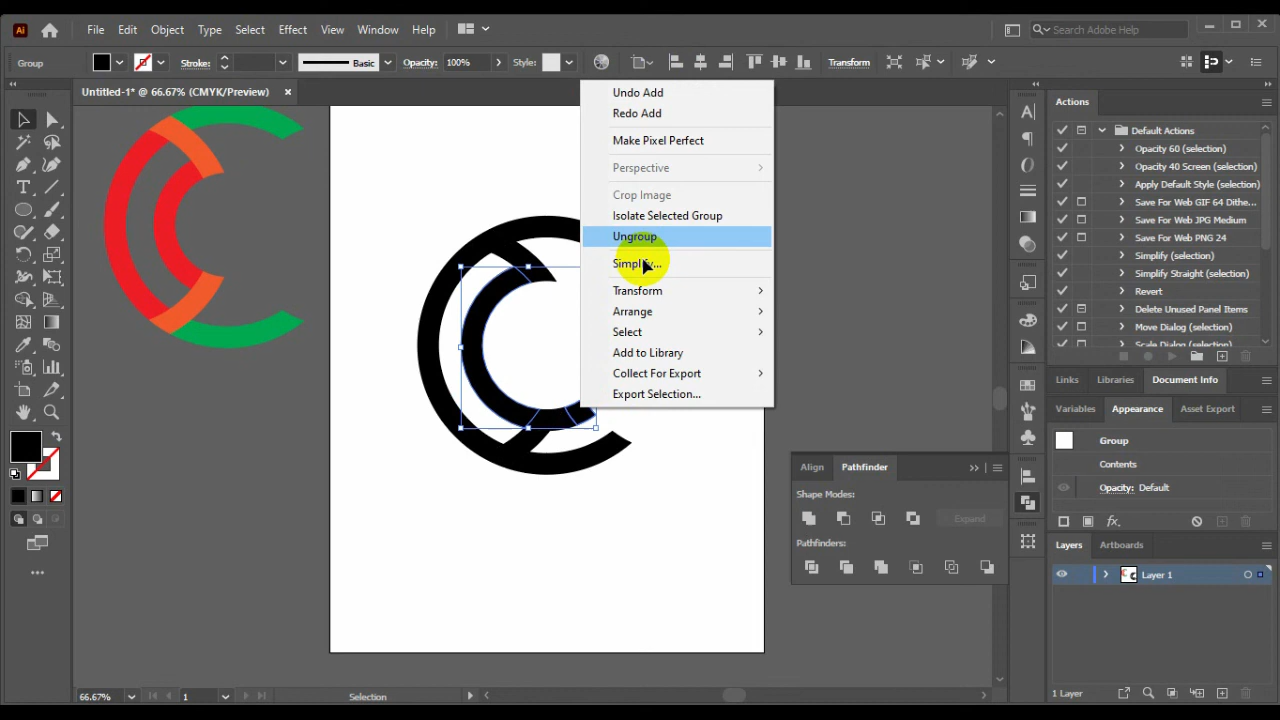 Ai
File
Edit
Object
Type
Select
Effect
View
Window
Help
Search Adobe Help
Group
Stroke:
Basic
Opacity:
100%
Style:
Transform
Untitled-1* @ 66.67% (CMYK/Preview)
Undo Add
Redo Add
Make Pixel Perfect
Perspective
Crop Image
Isolate Selected Group
Ungroup
Simplify...
Transform
Arrange
Select
Add to Library
Collect For Export
Export Selection...
Actions
Default Actions
Opacity 60 (selection)
Opacity 40 Screen (selection)
Apply Default Style (selection)
Save For Web GIF 64 Dithe...
Save For Web JPG Medium
Save For Web PNG 24
Simplify (selection)
Simplify Straight (selection)
Revert
Delete Unused Panel Items
Move Dialog (selection)
Scale Dialog (selection)
Links
Libraries
Document Info
Variables
Appearance
Asset Export
Group
Contents
Opacity: Default
Align
Pathfinder
Shape Modes:
Expand
Pathfinders:
Layers
Artboards
Layer 1
1 Layer
66.67%
1
Selection